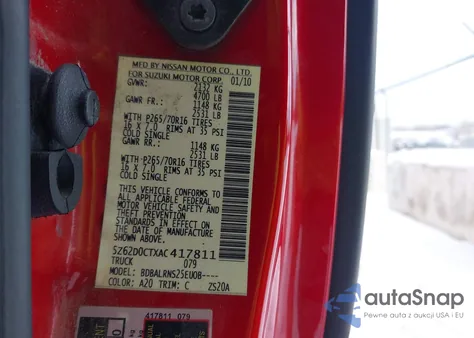 MFD BY NISSAN MOTOR CO., LTD.
FOR SUZUKI MOTOR CORP. 01/10
GVWR: 2132 KG
4700 LB
GAWR FR.: 1148 KG
2531 LB
WITH P265/70R16 TIRES
16 X 7.0 RIMS AT 35 PSI
COLD SINGLE
GAWR RR.: 1148 KG
2531 LB
WITH P265/70R16 TIRES
16 X 7.0 RIMS AT 35 PSI
COLD SINGLE
THIS VEHICLE CONFORMS TO
ALL APPLICABLE FEDERAL
MOTOR VEHICLE SAFETY AND
THEFT PREVENTION STANDARDS
IN EFFECT ON THE DATE OF
MANUFACTURE SHOWN ABOVE.
5Z62D0CTXAC417811
TRUCK 079
MODEL: BDBALRNS25EU0B----
COLOR: A20 TRIM: C ZS20A
417811 079
autoSnap
Pewne auta z aukcji USA i EU